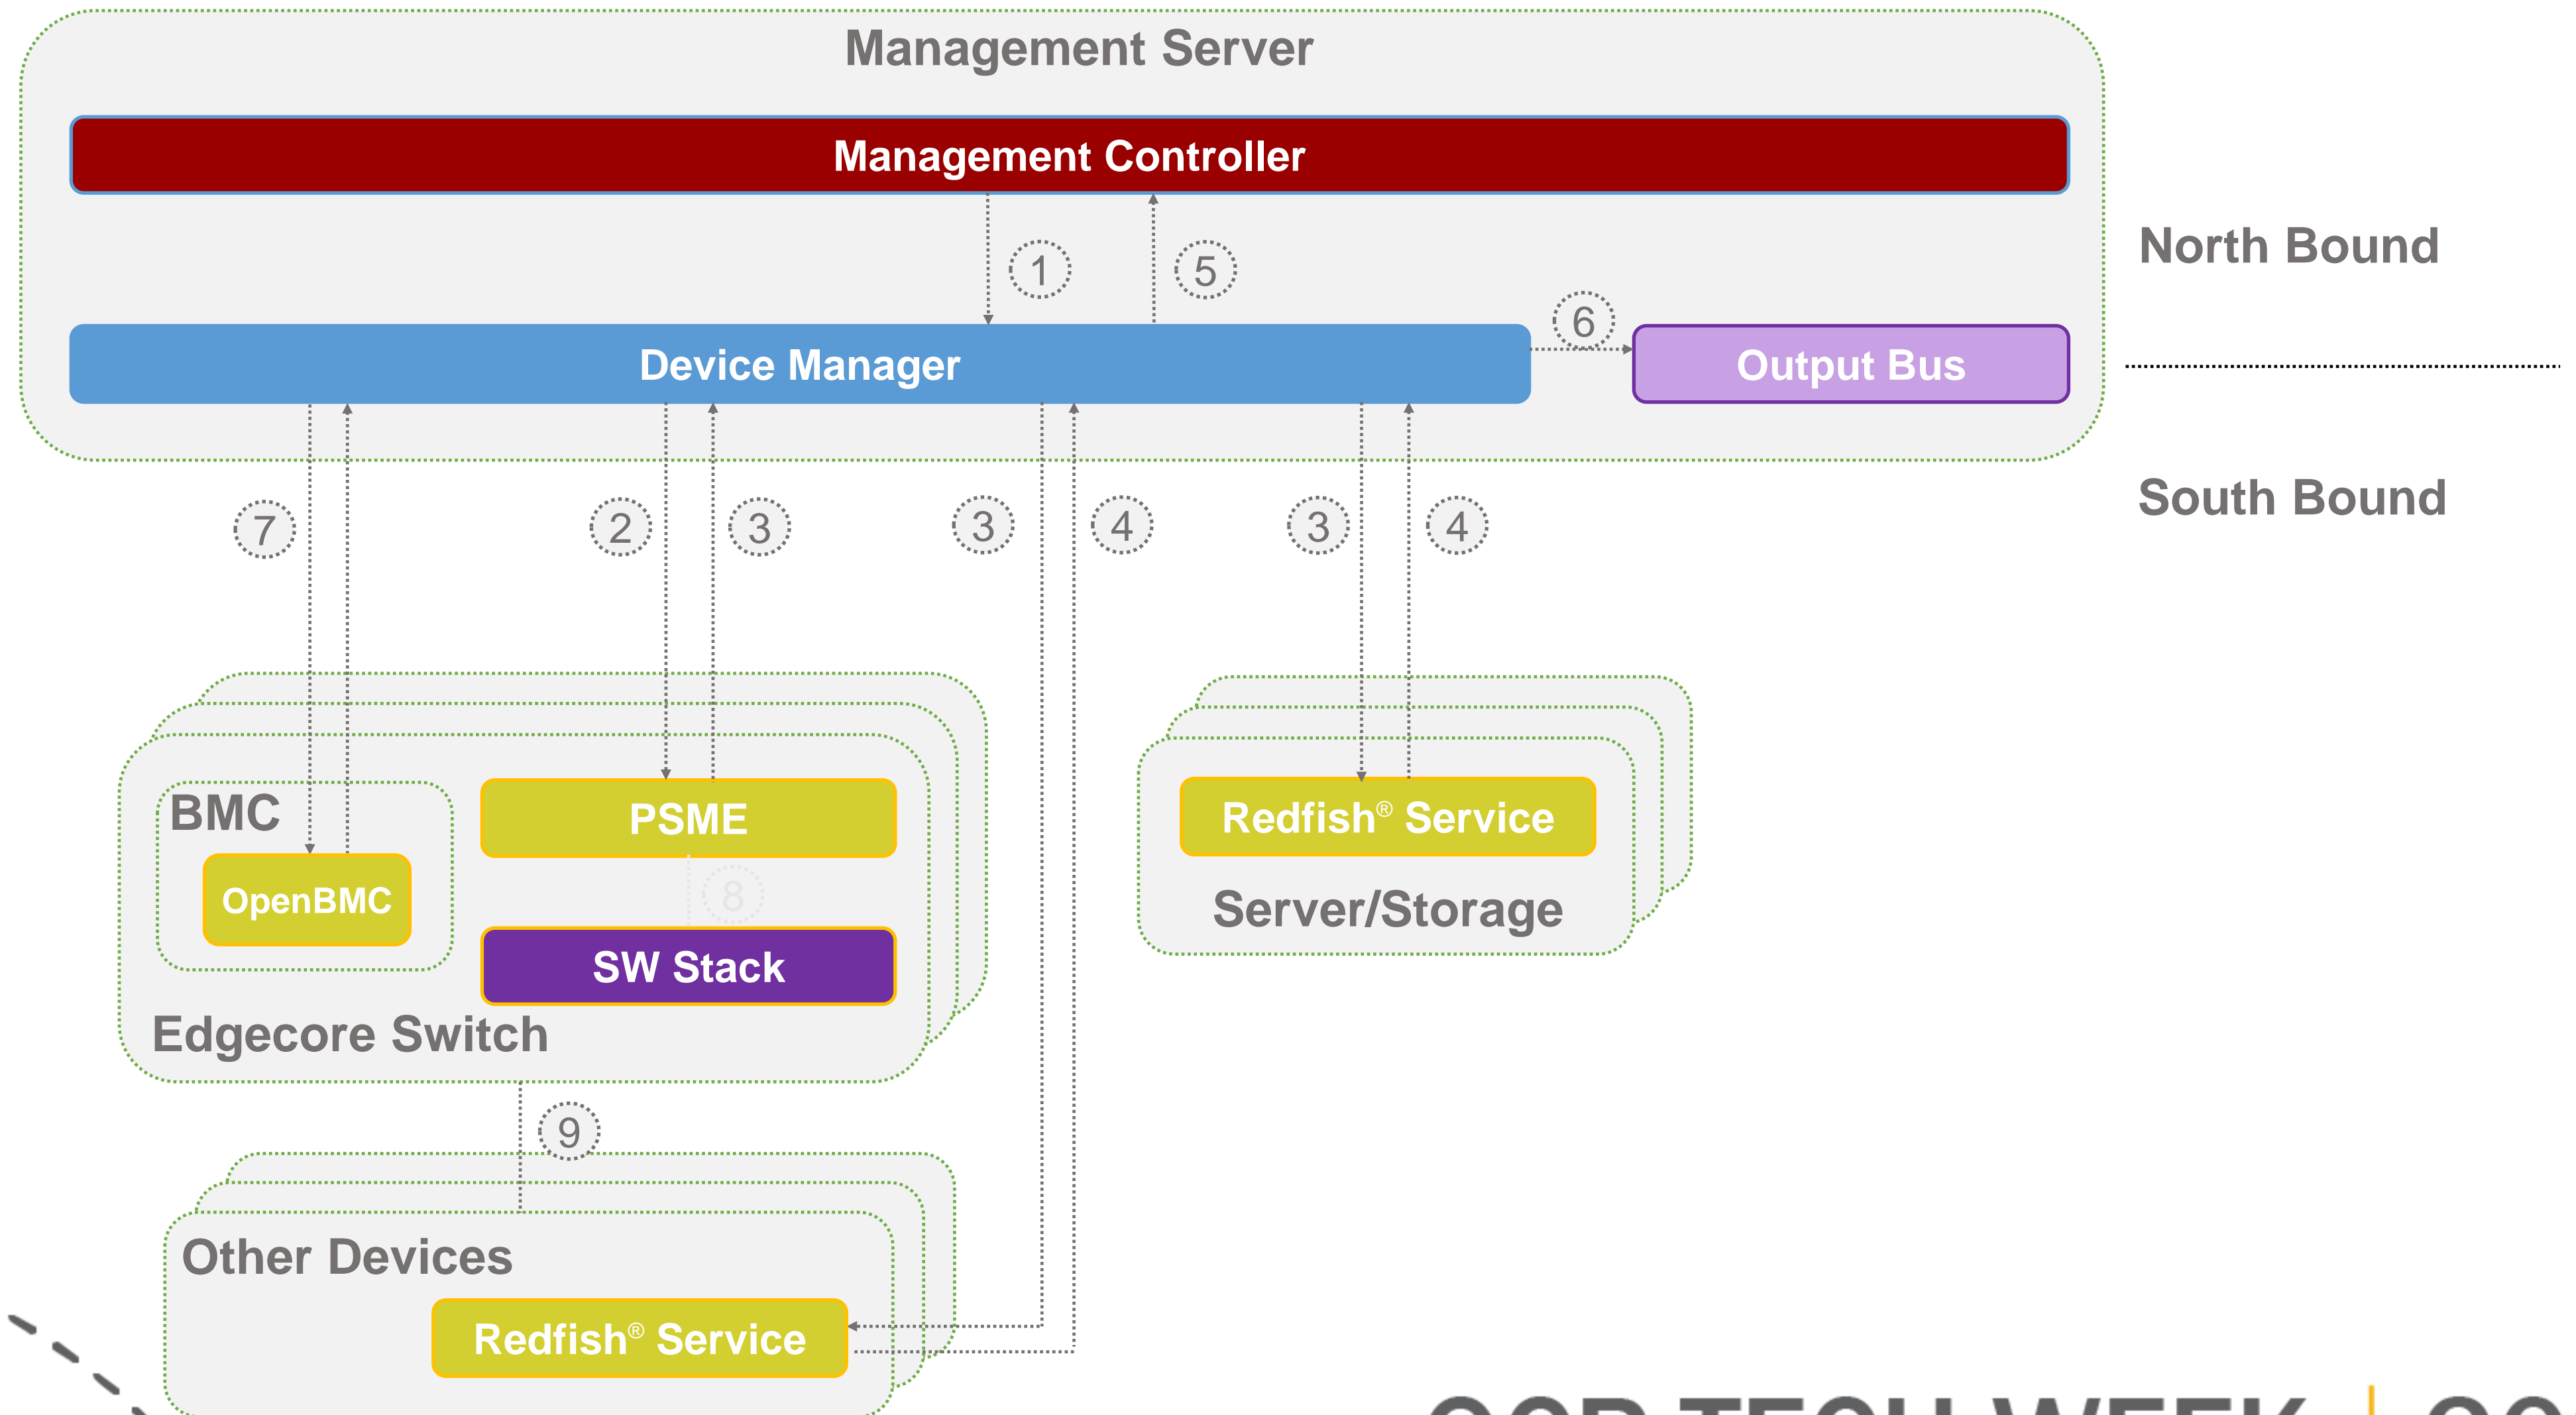 Management Server
Management Controller
North Bound
1
5
6
Device Manager
Output Bus
South Bound
7
2
3
3
4
3
4
BMC
PSME
Redfish® Service
OpenBMC
8
Server/Storage
SW Stack
Edgecore Switch
9
Other Devices
Redfish® Service
TECH WEEK |